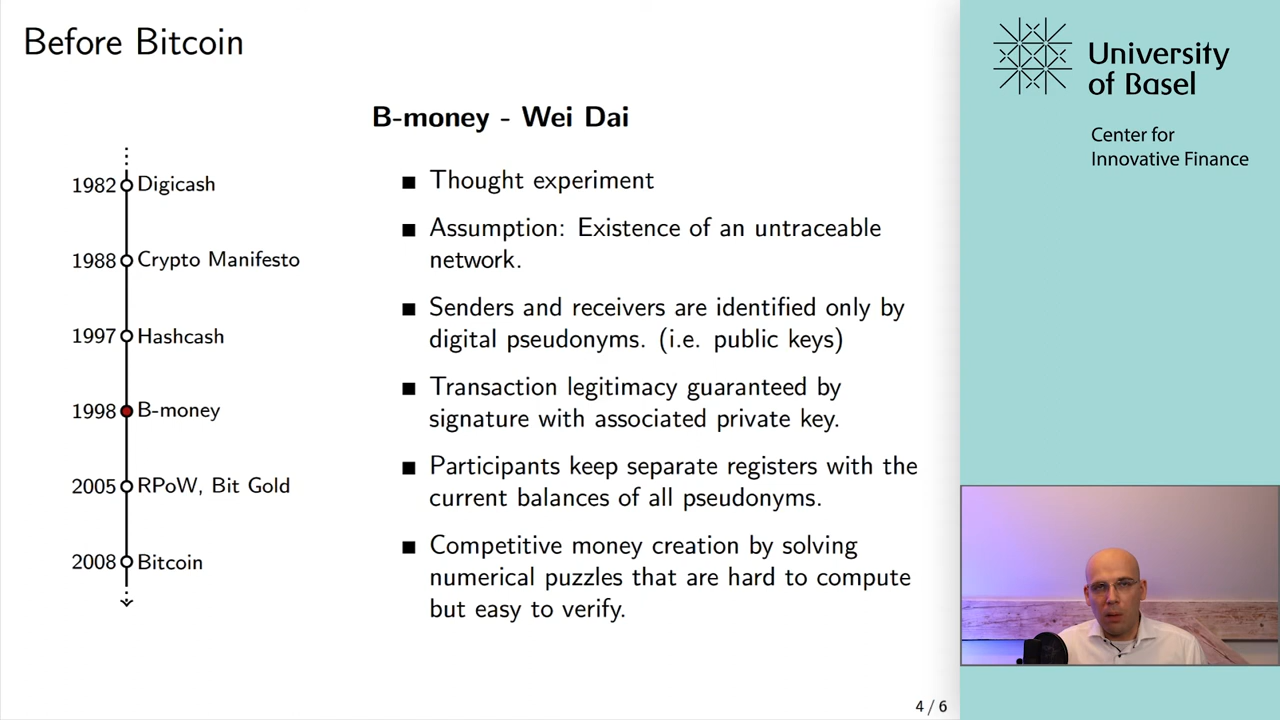 Before Bitcoin
University
of Basel
Center for
Innovative Finance
B-money - Wei Dai
1982 Digicash
1988 Crypto Manifesto
1997 Hashcash
1998 B-money
2005 RPoW, Bit Gold
2008 Bitcoin
Thought experiment
Assumption: Existence of an untraceable
network.
Senders and receivers are identified only by
digital pseudonyms. (i.e. public keys)
Transaction legitimacy guaranteed by
signature with associated private key.
Participants keep separate registers with the
current balances of all pseudonyms.
Competitive money creation by solving
numerical puzzles that are hard to compute
but easy to verify.
4 / 6